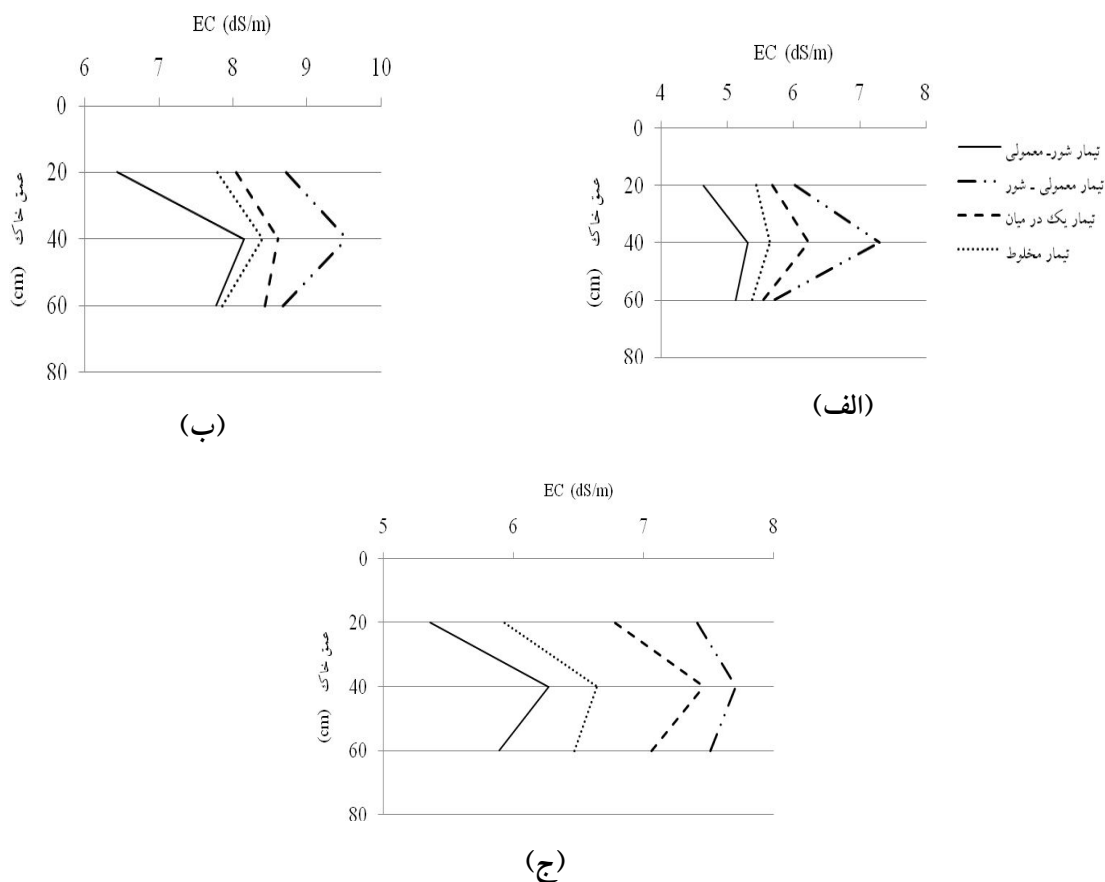 EC (dS/m)
6 7 8 9 10
0
20
40
60
80
عمق خاک
(cm)
(ب)
EC (dS/m)
4 5 6 7 8
0
20
40
60
80
عمق خاک
(cm)
(الف)
تیمار شور- معمولی
تیمار معمولی - شور
تیمار یک در میان
تیمار مخلوط
EC (dS/m)
5 6 7 8
0
20
40
60
80
عمق خاک
(cm)
(ج)